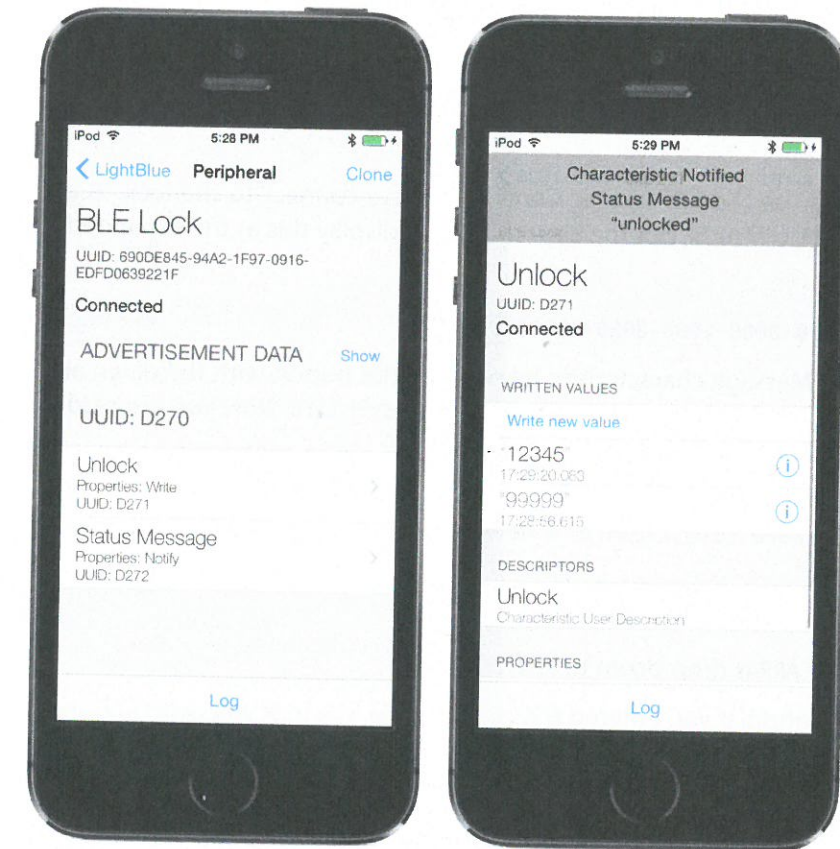 iPod 5:28 PM
LightBlue Peripheral Clone
BLE Lock
UUID: 690DE845-94A2-1F97-0916-
EDFD0639221F
Connected
ADVERTISEMENT DATA Show
UUID: D270
Unlock
Properties: Write
UUID: D271
Status Message
Properties: Notify
UUID: D272
Log
iPod 5:29 PM
Characteristic Notified
Status Message
“unlocked”
Unlock
UUID: D271
Connected
WRITTEN VALUES
Write new value
"12345"
17:29:20.063
"99999"
17:28:56.615
DESCRIPTORS
Unlock
Characteristic User Description
PROPERTIES
Log